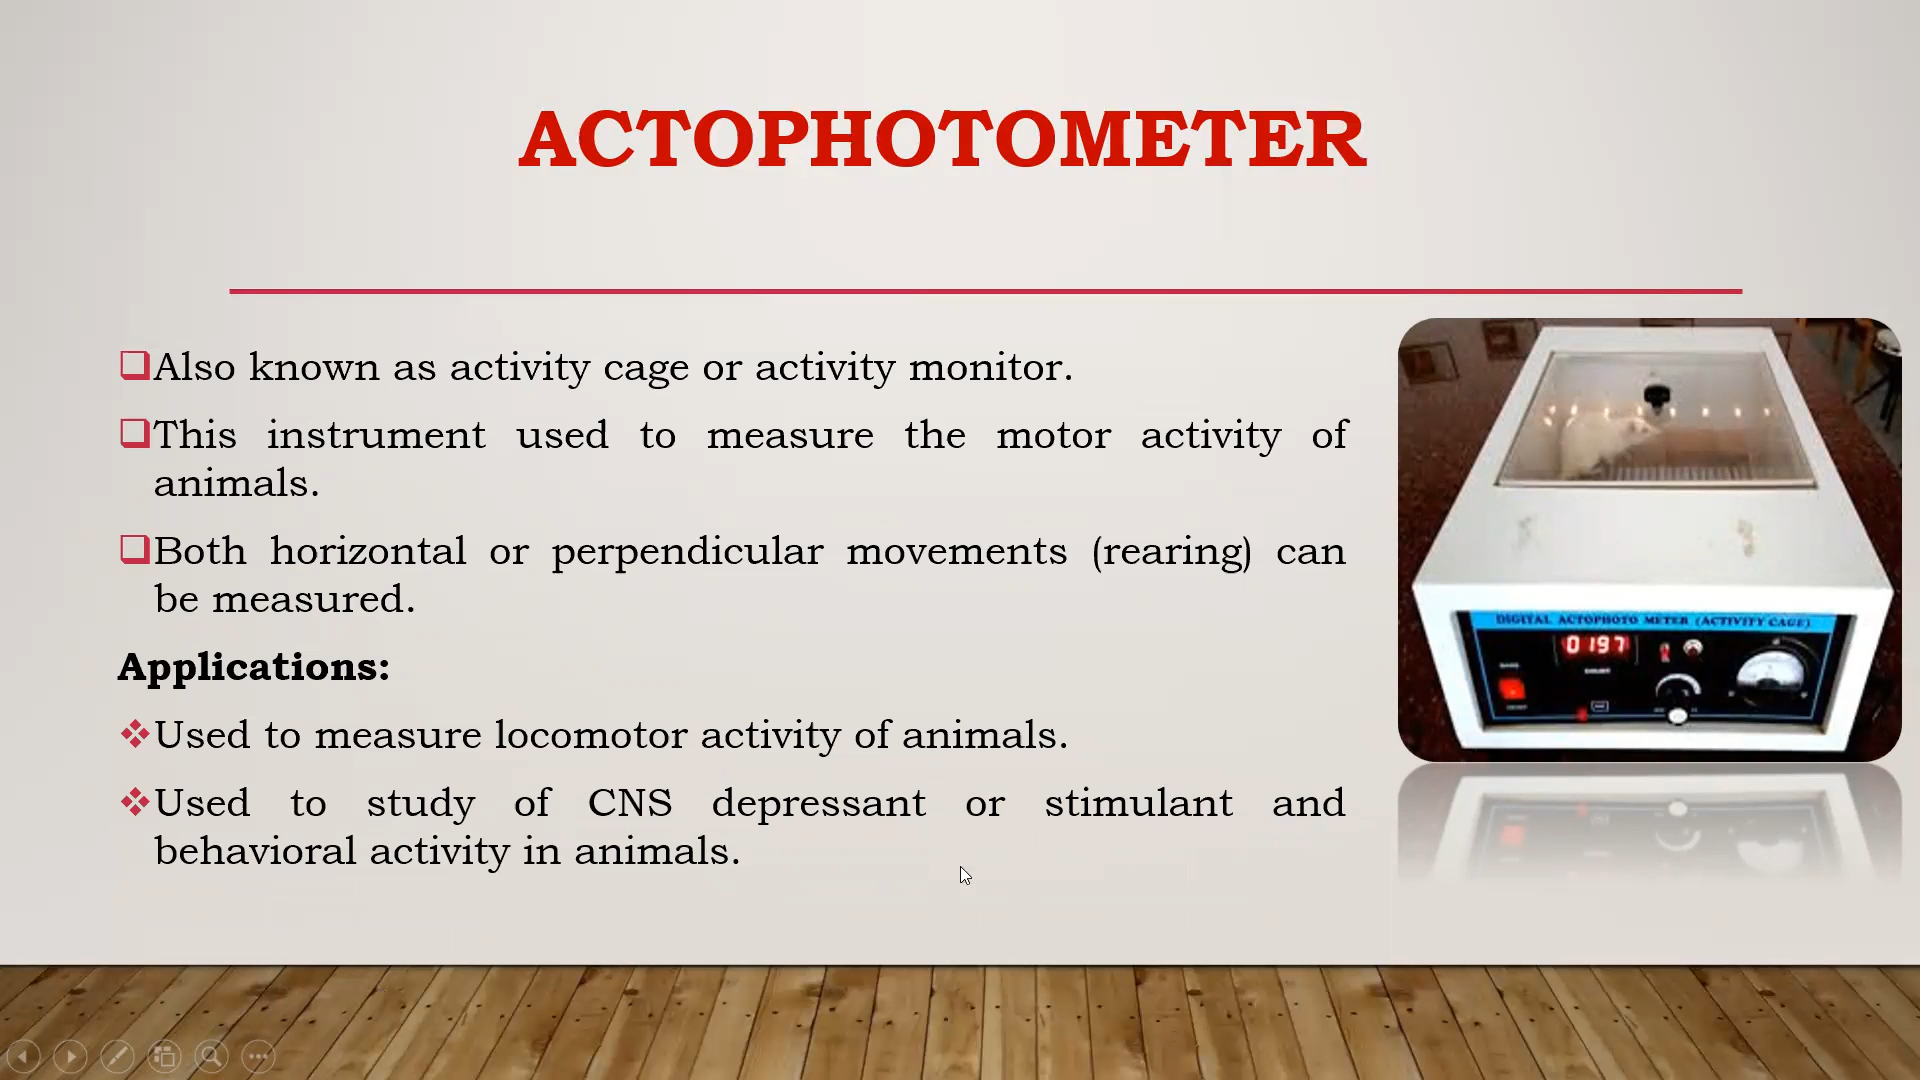 ACTOPHOTOMETER
Also known as activity cage or activity monitor.
This instrument used to measure the motor activity of
animals.
Both horizontal or perpendicular movements (rearing) can
be measured.
Applications:
Used to measure locomotor activity of animals.
Used to study of CNS depressant or stimulant and
behavioral activity in animals.
DIGITAL ACTOPHOTO METER (ACTIVITY CAGE)
0197